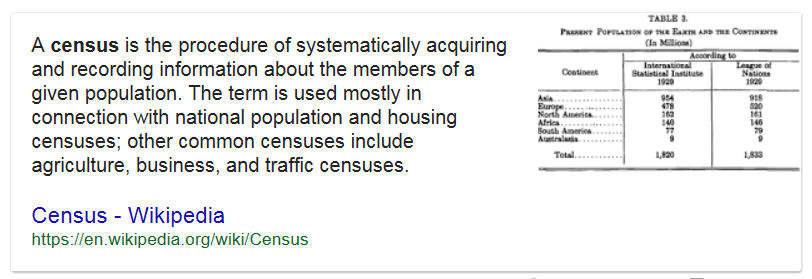 A census is the procedure of systematically acquiring
and recording information about the members of a
given population. The term is used mostly in
connection with national population and housing
censuses; other common censuses include
agriculture, business, and traffic censuses.
Census - Wikipedia
https://en.wikipedia.org/wiki/Census
TABLE 3.
PRESENT POPULATION OF THE EARTH AND THE CONTINENTS
(In Millions)
Continent
According to
International
Statistical Institute
1929
League of
Nations
1929
Asia 954
Europe 478 520
North America 162 161
Africa 140 146
South America 77 79
Australasia 9 9
Total 1,820 1,833